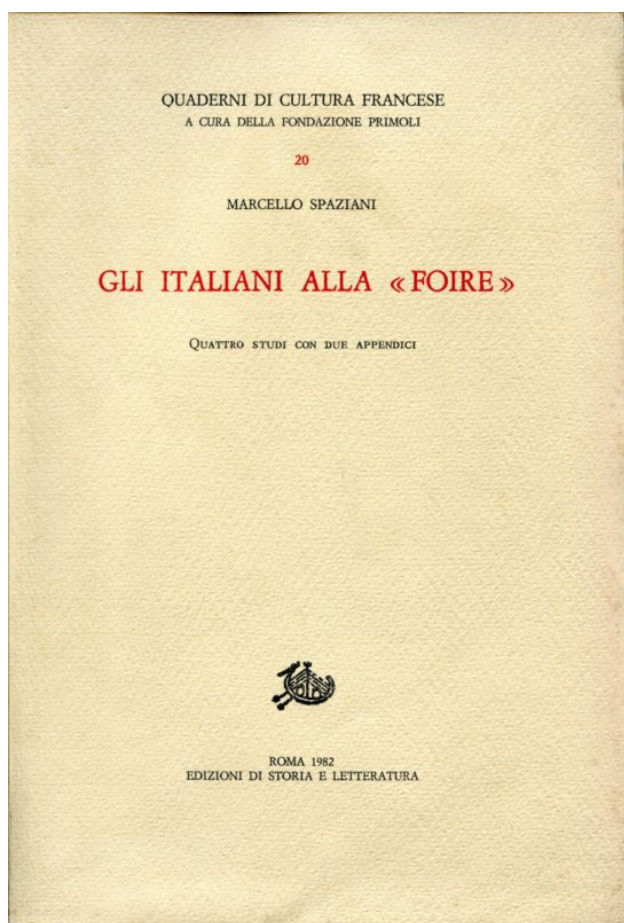 QUADERNI DI CULTURA FRANCESE
A CURA DELLA FONDAZIONE PRIMOLI
20
MARCELLO SPAZIANI
GLI ITALIANI ALLA «FOIRE»
QUATTRO STUDI CON DUE APPENDICI
ROMA 1982
EDIZIONI DI STORIA E LETTERATURA